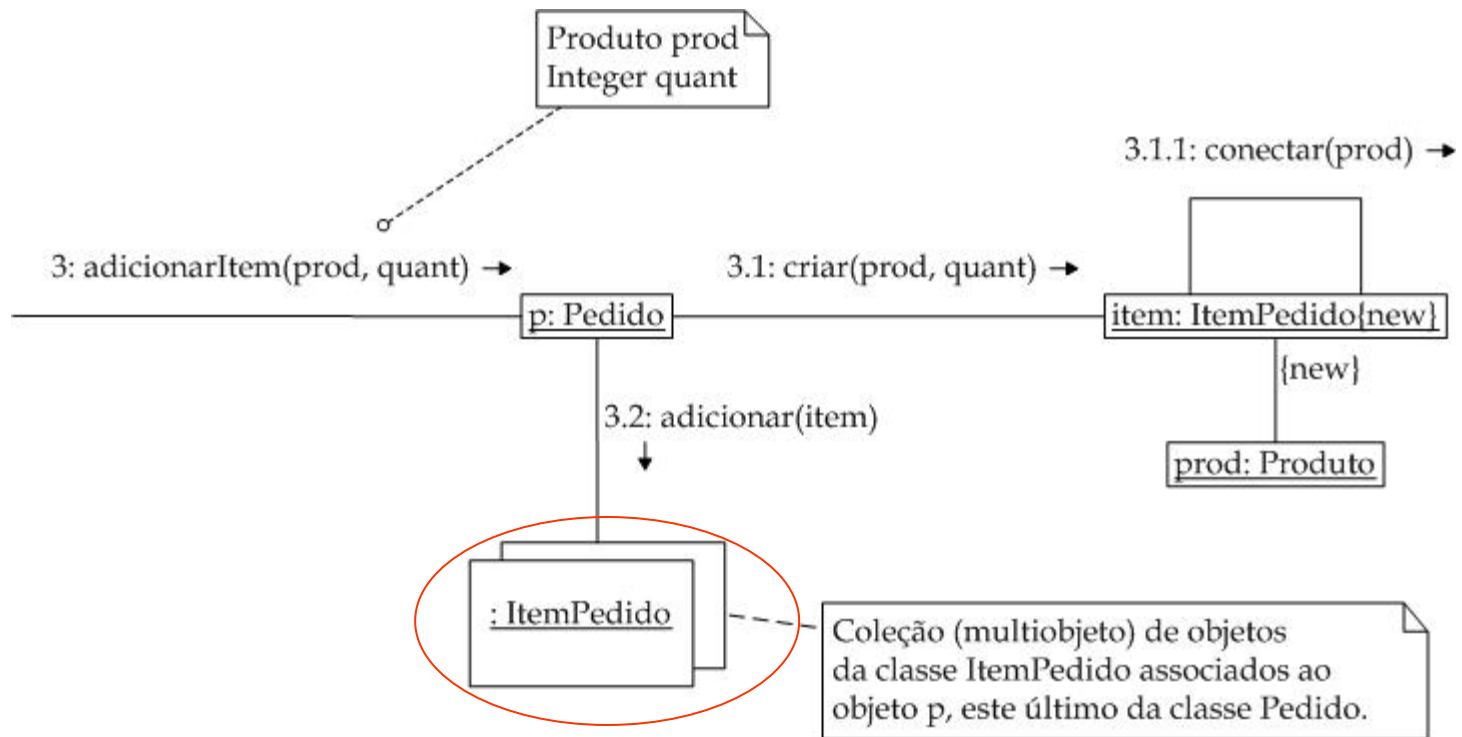 Produto prod
Integer quant
3.1.1: conectar(prod) →
3: adicionarItem(prod, quant) →
3.1: criar(prod, quant) →
p: Pedido
item: ItemPedido{new}
{new}
3.2: adicionar(item)
prod: Produto
: ItemPedido
Coleção (multiobjeto) de objetos
da classe ItemPedido associados ao
objeto p, este último da classe Pedido.